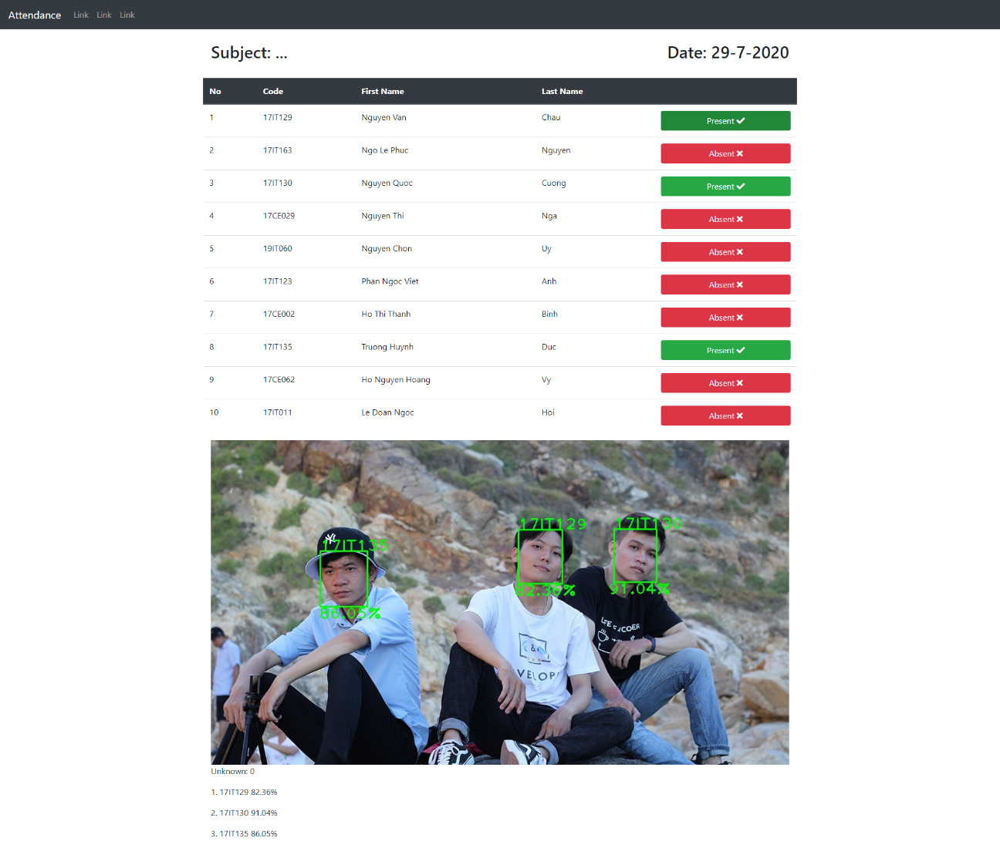 Attendance Link Link Link
Subject: ... Date: 29-7-2020
No Code First Name Last Name
1 17IT129 Nguyen Van Chau Present ✔
2 17IT163 Ngo Le Phuc Nguyen Absent ✖
3 17IT130 Nguyen Quoc Cuong Present ✔
4 17CE029 Nguyen Thi Nga Absent ✖
5 19IT060 Nguyen Chon Uy Absent ✖
6 17IT123 Phan Ngoc Viet Anh Absent ✖
7 17CE002 Ho Thi Thanh Binh Absent ✖
8 17IT135 Truong Huynh Duc Present ✔
9 17CE062 Ho Nguyen Hoang Vy Absent ✖
10 17IT011 Le Doan Ngoc Hoi Absent ✖
17IT129 17IT130
17IT135
82.36% 91.04%
86.05%
NY
LIFE
CODER
C & C
VELOP
Unknown: 0
1. 17IT129 82.36%
2. 17IT130 91.04%
3. 17IT135 86.05%